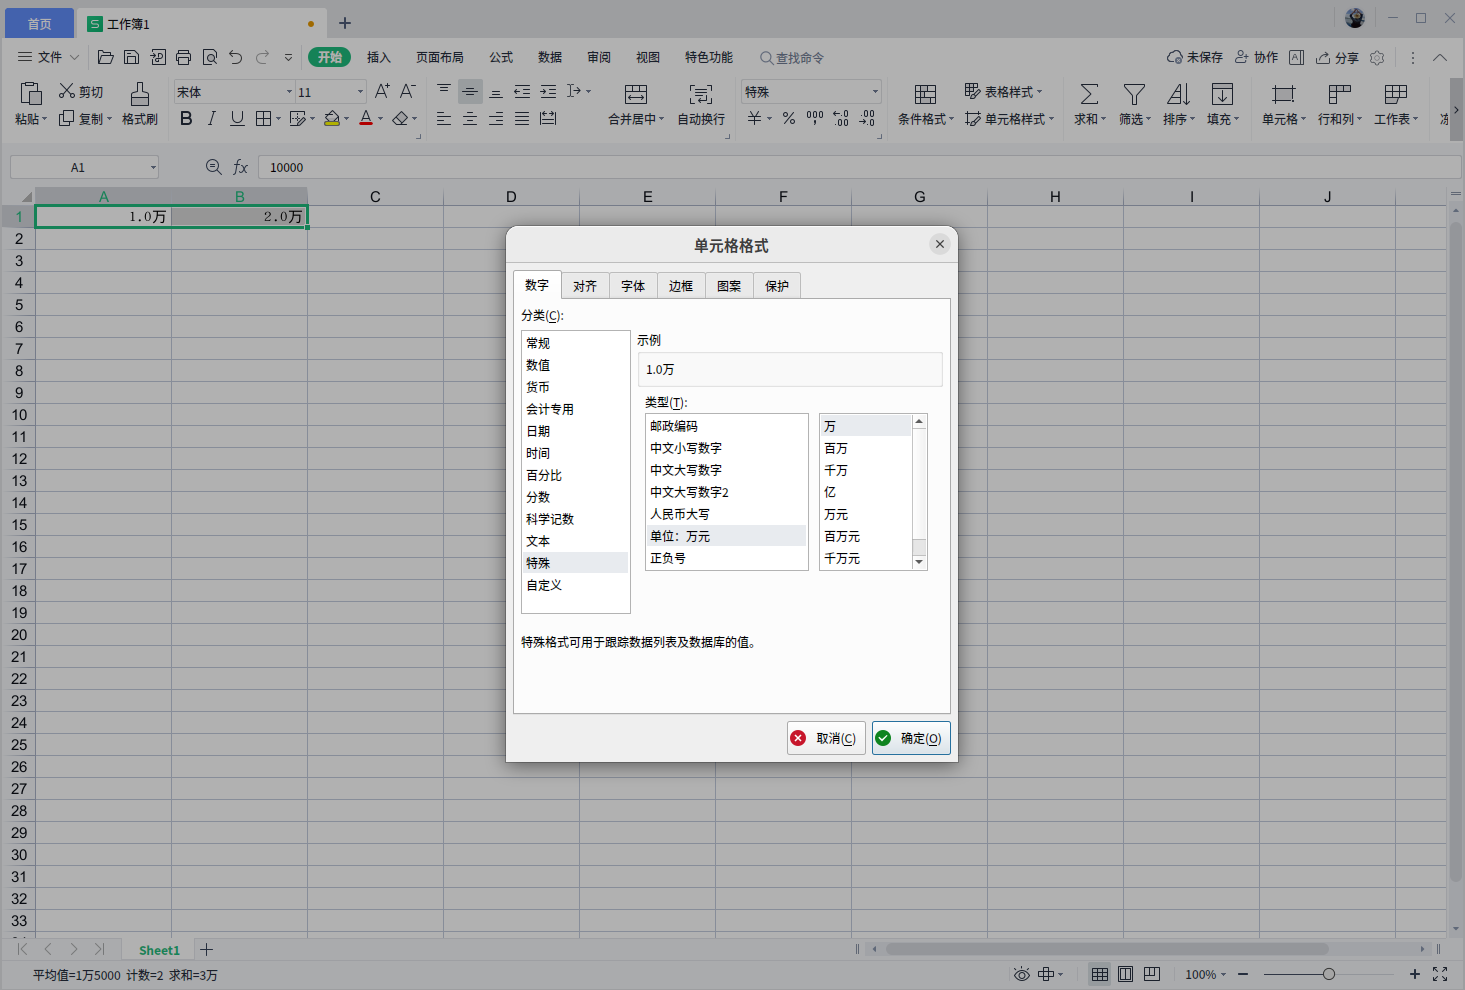 首页
S 工作簿1
文件
开始
插入
页面布局
公式
数据
审阅
视图
特色功能
查找命令
未保存
协作
分享
粘贴
剪切
复制
格式刷
宋体
11
B I U
A
合并居中
自动换行
特殊
¥ %
条件格式
表格样式
单元格样式
求和
筛选
排序
填充
单元格
行和列
工作表
A1
fx
10000
A B C D E F G H I J
1 1.0万 2.0万
2
3
4
5
6
7
8
9
10
11
12
13
14
15
16
17
18
19
20
21
22
23
24
25
26
27
28
29
30
31
32
33
单元格格式
数字 对齐 字体 边框 图案 保护
分类(C):
常规
数值
货币
会计专用
日期
时间
百分比
分数
科学记数
文本
特殊
自定义
示例
1.0万
类型(T):
邮政编码
中文小写数字
中文大写数字
中文大写数字2
人民币大写
单位：万元
正负号
万
百万
千万
亿
万元
百万元
千万元
特殊格式可用于跟踪数据列表及数据库的值。
取消(C)
确定(O)
Sheet1
平均值=1万5000 计数=2 求和=3万
100%